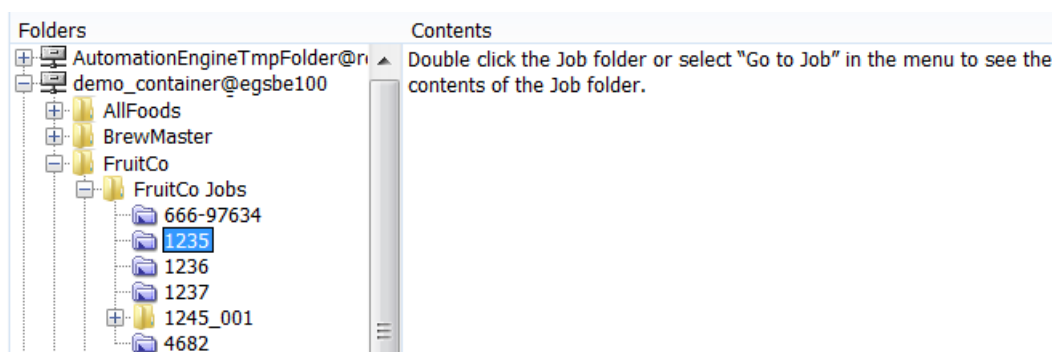 Folders
Contents
AutomationEngineTmpFolder@r
demo_container@egsbe100
AllFoods
BrewMaster
FruitCo
FruitCo Jobs
666-97634
1235
1236
1237
1245_001
4682
Double click the Job folder or select “Go to Job” in the menu to see the
contents of the Job folder.